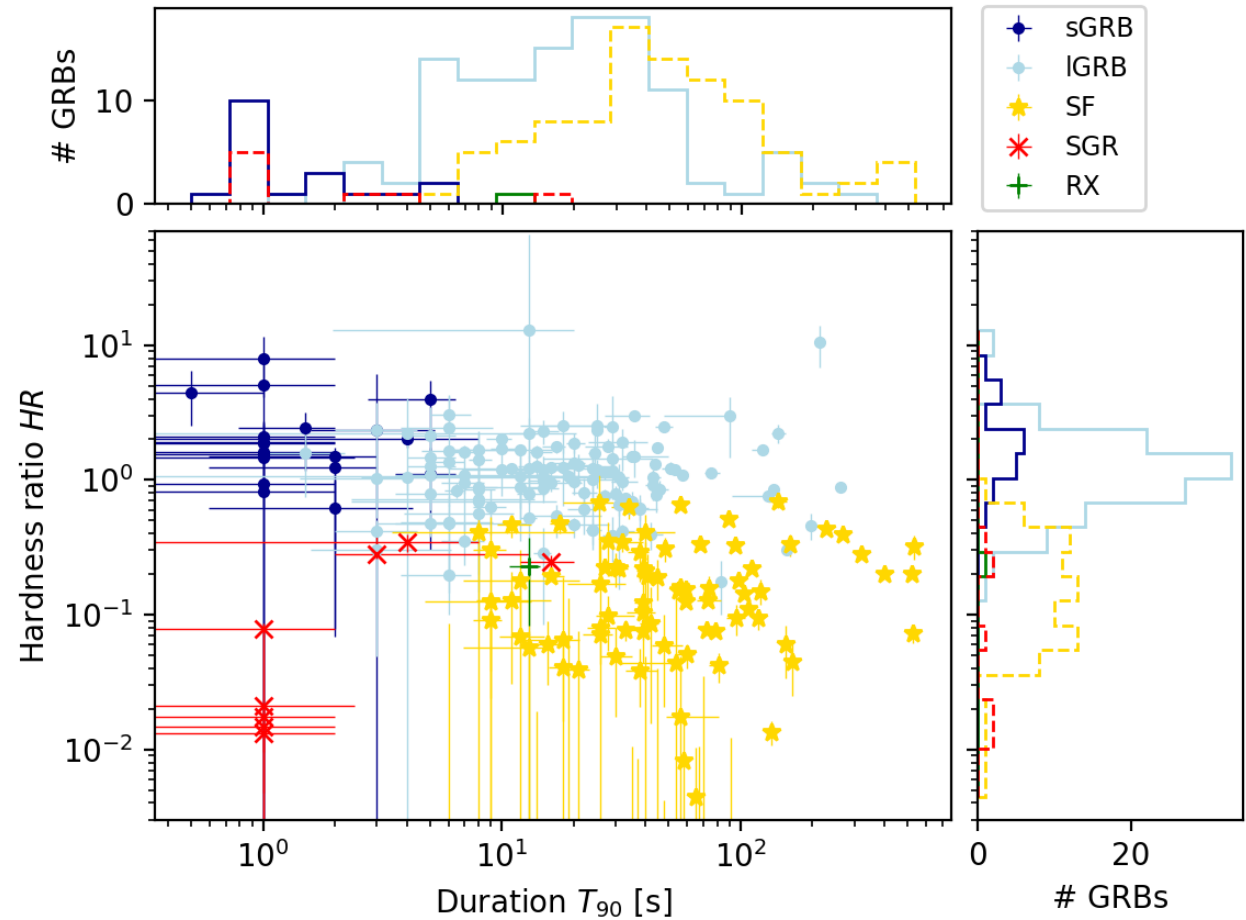 # GRBs
10
0
sGRB
lGRB
SF
SGR
RX
Hardness ratio HR
10¹
10⁰
10⁻¹
10⁻²
10⁰
10¹
10²
Duration T₉₀ [s]
0
20
# GRBs